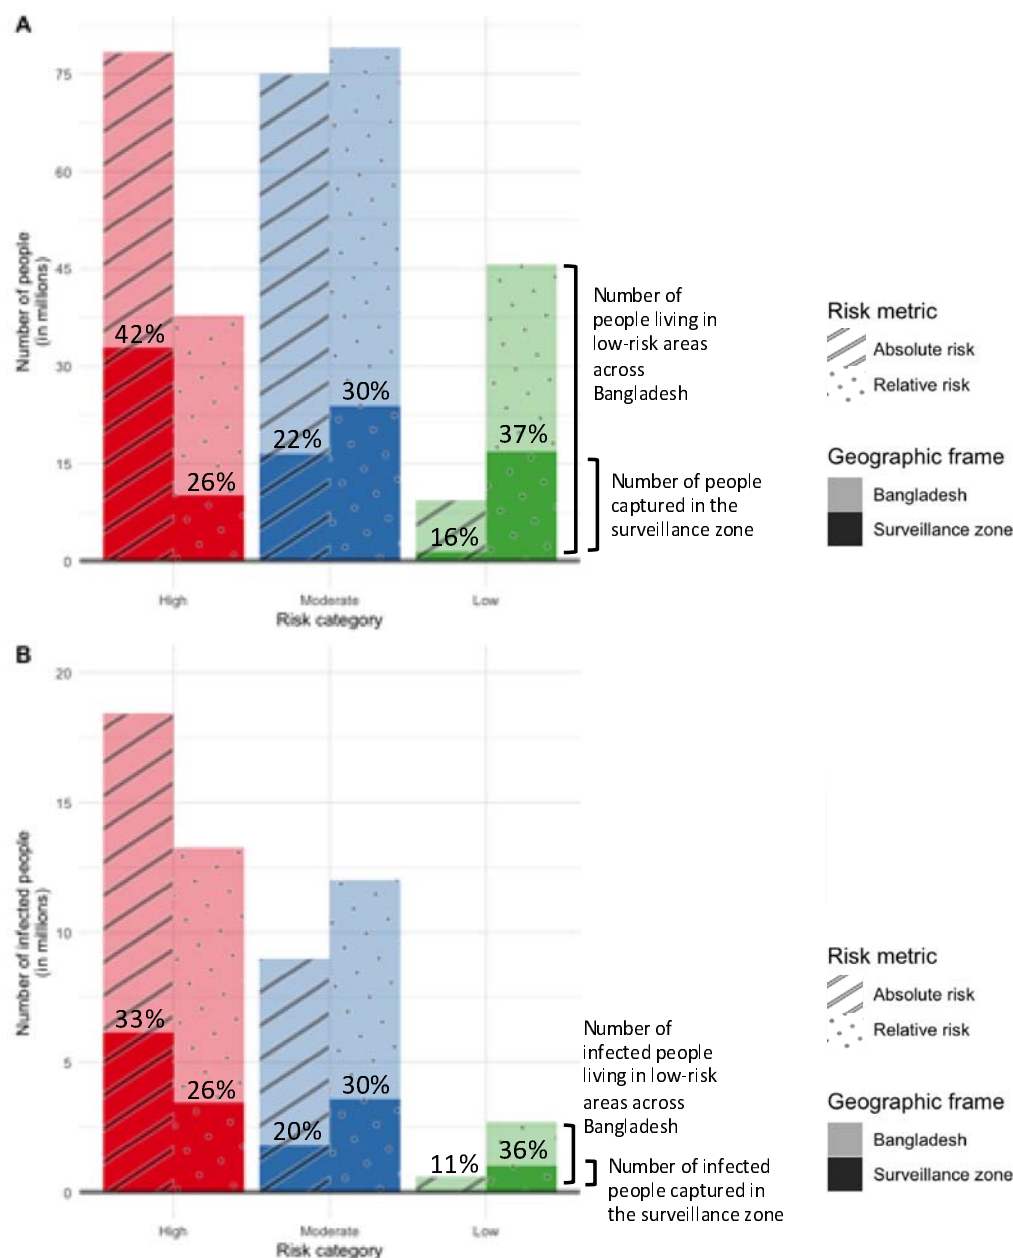 A
Number of people
(in millions)
75
60
45
30
15
0
42%
26%
22%
30%
16%
37%
High
Moderate
Low
Risk category
Number of
people living in
low-risk areas
across
Bangladesh
Number of people
captured in the
surveillance zone
Risk metric
Absolute risk
Relative risk
Geographic frame
Bangladesh
Surveillance zone
B
Number of infected people
(in millions)
20
15
10
5
0
33%
26%
20%
30%
11%
36%
High
Moderate
Low
Risk category
Number of
infected people
living in low-risk
areas across
Bangladesh
Number of infected
people captured in
the surveillance zone
Risk metric
Absolute risk
Relative risk
Geographic frame
Bangladesh
Surveillance zone